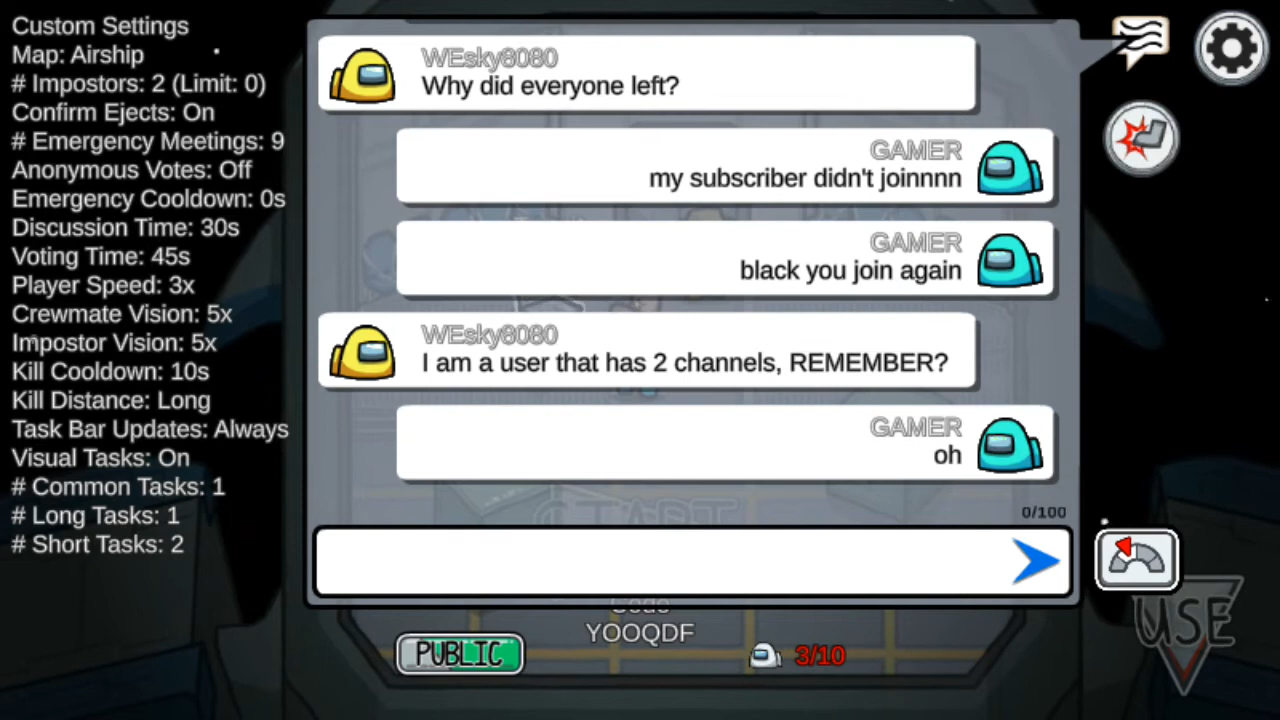 Custom Settings
Map: Airship
# Impostors: 2 (Limit: 0)
Confirm Ejects: On
# Emergency Meetings: 9
Anonymous Votes: Off
Emergency Cooldown: 0s
Discussion Time: 30s
Voting Time: 45s
Player Speed: 3x
Crewmate Vision: 5x
Impostor Vision: 5x
Kill Cooldown: 10s
Kill Distance: Long
Task Bar Updates: Always
Visual Tasks: On
# Common Tasks: 1
# Long Tasks: 1
# Short Tasks: 2
WEsky8080
Why did everyone left?
GAMER
my subscriber didn't joinnnn
GAMER
black you join again
WEsky8080
I am a user that has 2 channels, REMEMBER?
GAMER
oh
START
0/100
Code
YOOQDF
PUBLIC
3/10
USE